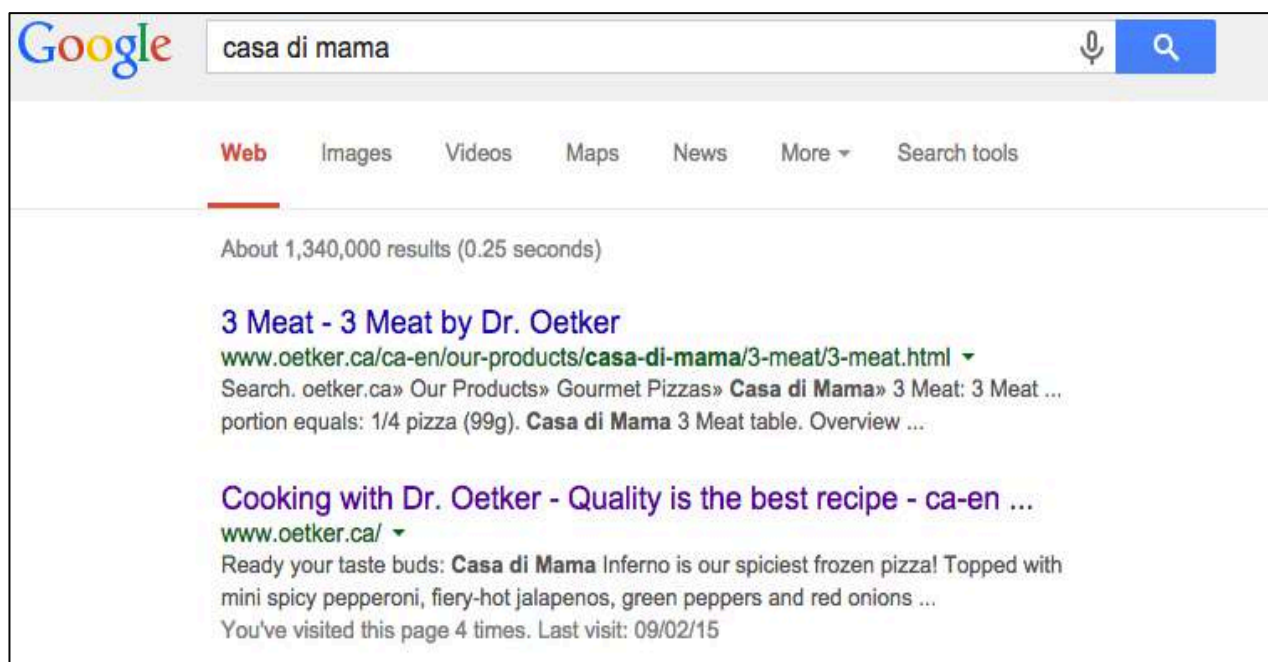 Google
casa di mama
Web Images Videos Maps News More Search tools
About 1,340,000 results (0.25 seconds)
3 Meat - 3 Meat by Dr. Oetker
www.oetker.ca/ca-en/our-products/casa-di-mama/3-meat/3-meat.html
Search. oetker.ca» Our Products» Gourmet Pizzas» Casa di Mama» 3 Meat: 3 Meat ...
portion equals: 1/4 pizza (99g). Casa di Mama 3 Meat table. Overview ...
Cooking with Dr. Oetker - Quality is the best recipe - ca-en ...
www.oetker.ca/
Ready your taste buds: Casa di Mama Inferno is our spiciest frozen pizza! Topped with
mini spicy pepperoni, fiery-hot jalapenos, green peppers and red onions ...
You've visited this page 4 times. Last visit: 09/02/15